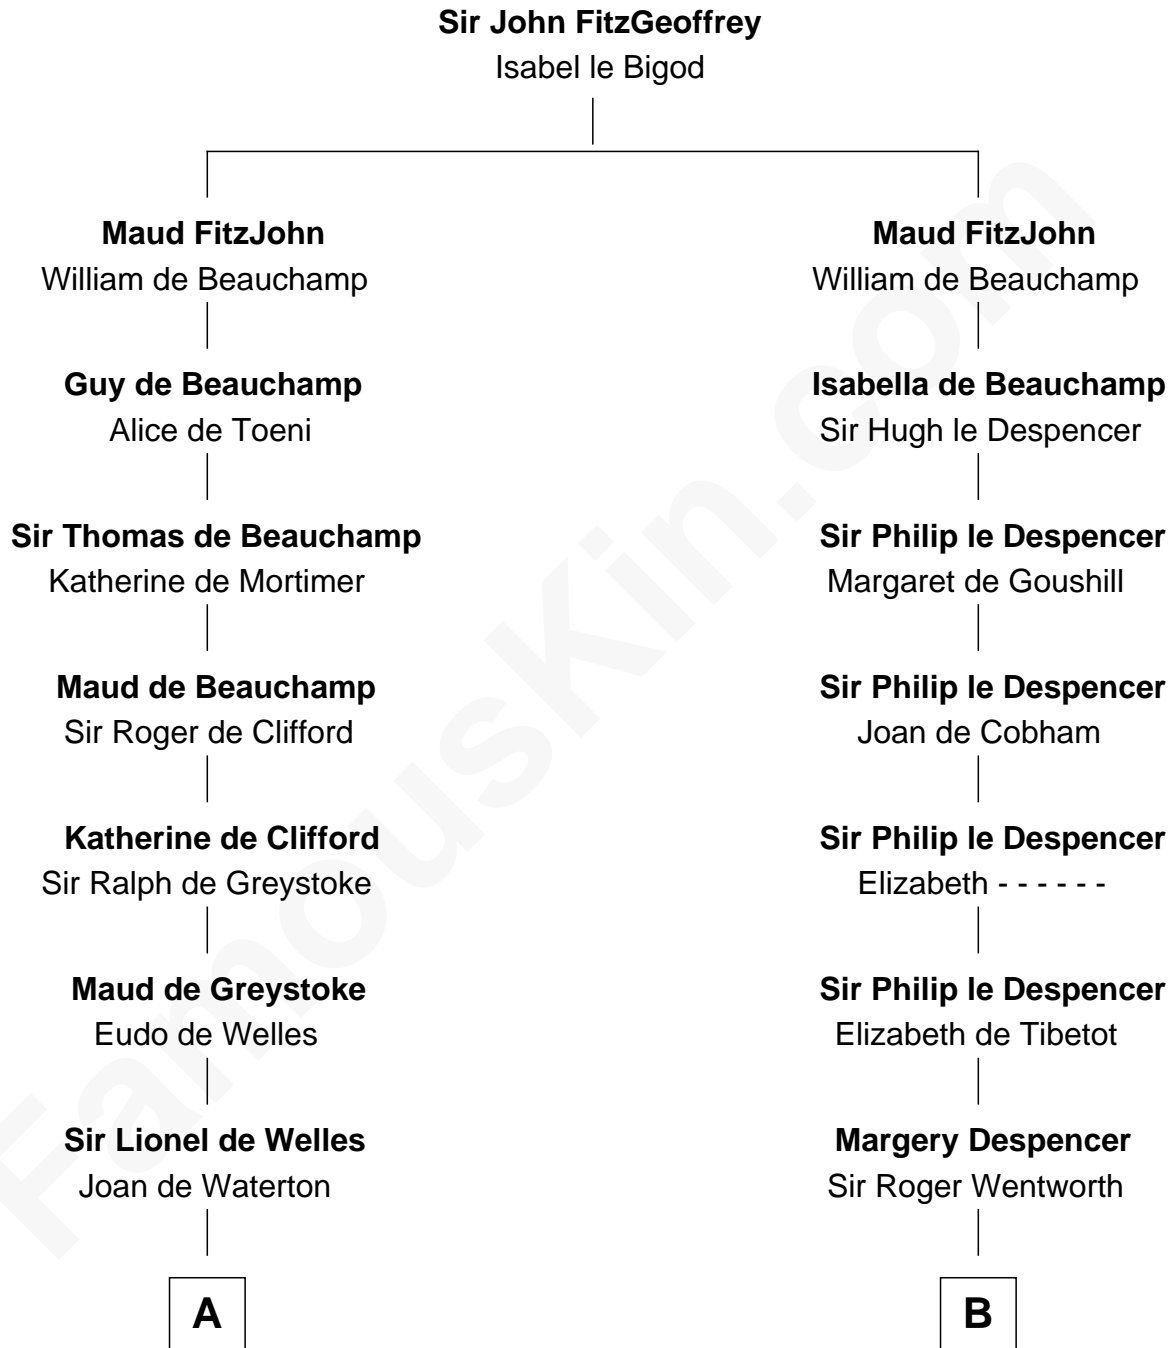 Sir John FitzGeoffrey
Isabel le Bigod
Maud FitzJohn
William de Beauchamp
Guy de Beauchamp
Alice de Toeni
Sir Thomas de Beauchamp
Katherine de Mortimer
Maud de Beauchamp
Sir Roger de Clifford
Katherine de Clifford
Sir Ralph de Greystoke
Maud de Greystoke
Eudo de Welles
Sir Lionel de Welles
Joan de Waterton
A
Maud FitzJohn
William de Beauchamp
Isabella de Beauchamp
Sir Hugh le Despencer
Sir Philip le Despencer
Margaret de Goushill
Sir Philip le Despencer
Joan de Cobham
Sir Philip le Despencer
Elizabeth - - - - - -
Sir Philip le Despencer
Elizabeth de Tibetot
Margery Despencer
Sir Roger Wentworth
B
FamousKin.com